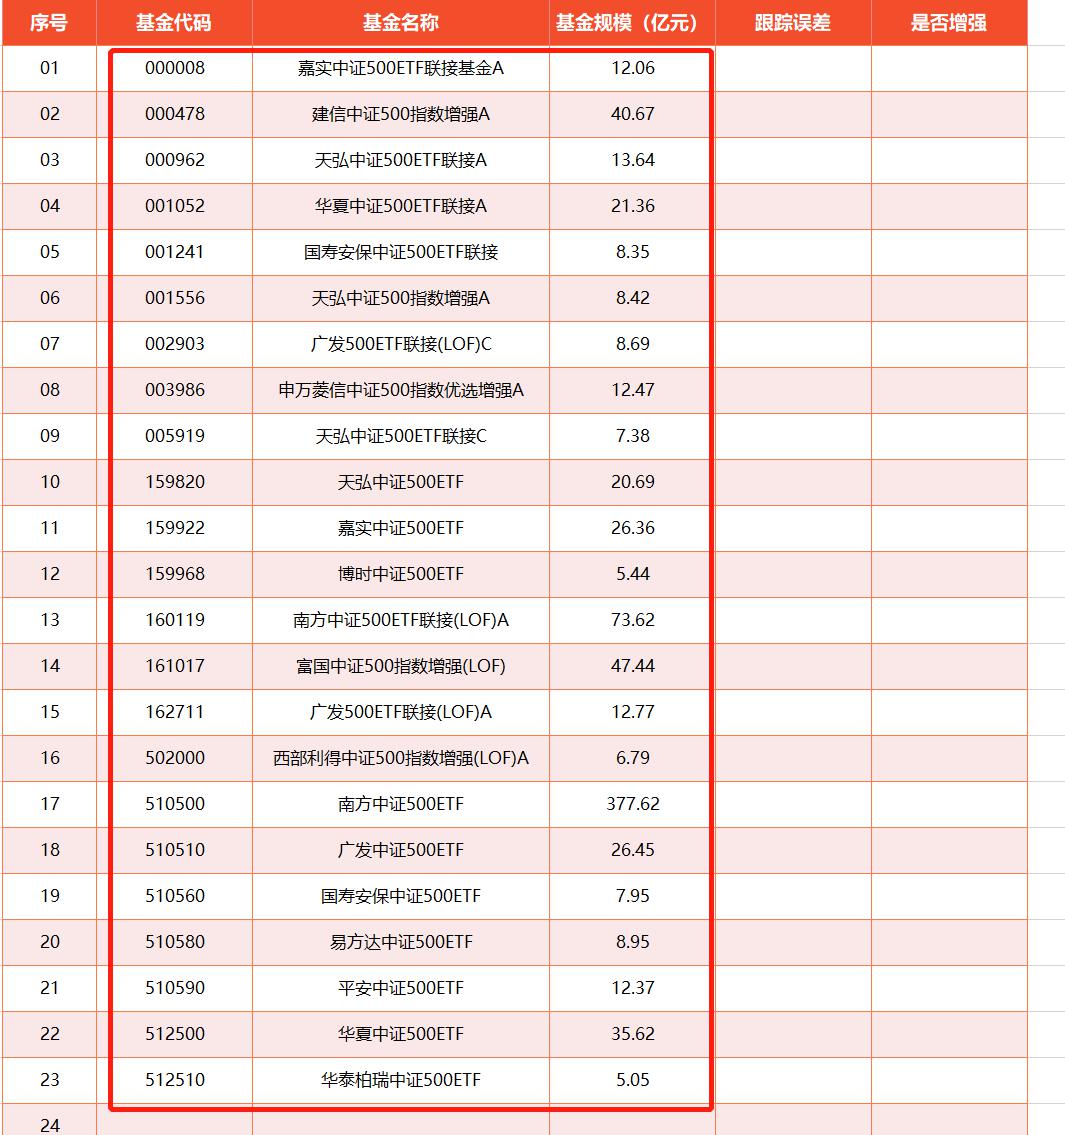 序号 基金代码 基金名称 基金规模（亿元） 跟踪误差 是否增强
01 000008 嘉实中证500ETF联接基金A 12.06
02 000478 建信中证500指数增强A 40.67
03 000962 天弘中证500ETF联接A 13.64
04 001052 华夏中证500ETF联接A 21.36
05 001241 国寿安保中证500ETF联接 8.35
06 001556 天弘中证500指数增强A 8.42
07 002903 广发500ETF联接(LOF)C 8.69
08 003986 申万菱信中证500指数优选增强A 12.47
09 005919 天弘中证500ETF联接C 7.38
10 159820 天弘中证500ETF 20.69
11 159922 嘉实中证500ETF 26.36
12 159968 博时中证500ETF 5.44
13 160119 南方中证500ETF联接(LOF)A 73.62
14 161017 富国中证500指数增强(LOF) 47.44
15 162711 广发500ETF联接(LOF)A 12.77
16 502000 西部利得中证500指数增强(LOF)A 6.79
17 510500 南方中证500ETF 377.62
18 510510 广发中证500ETF 26.45
19 510560 国寿安保中证500ETF 7.95
20 510580 易方达中证500ETF 8.95
21 510590 平安中证500ETF 12.37
22 512500 华夏中证500ETF 35.62
23 512510 华泰柏瑞中证500ETF 5.05
24